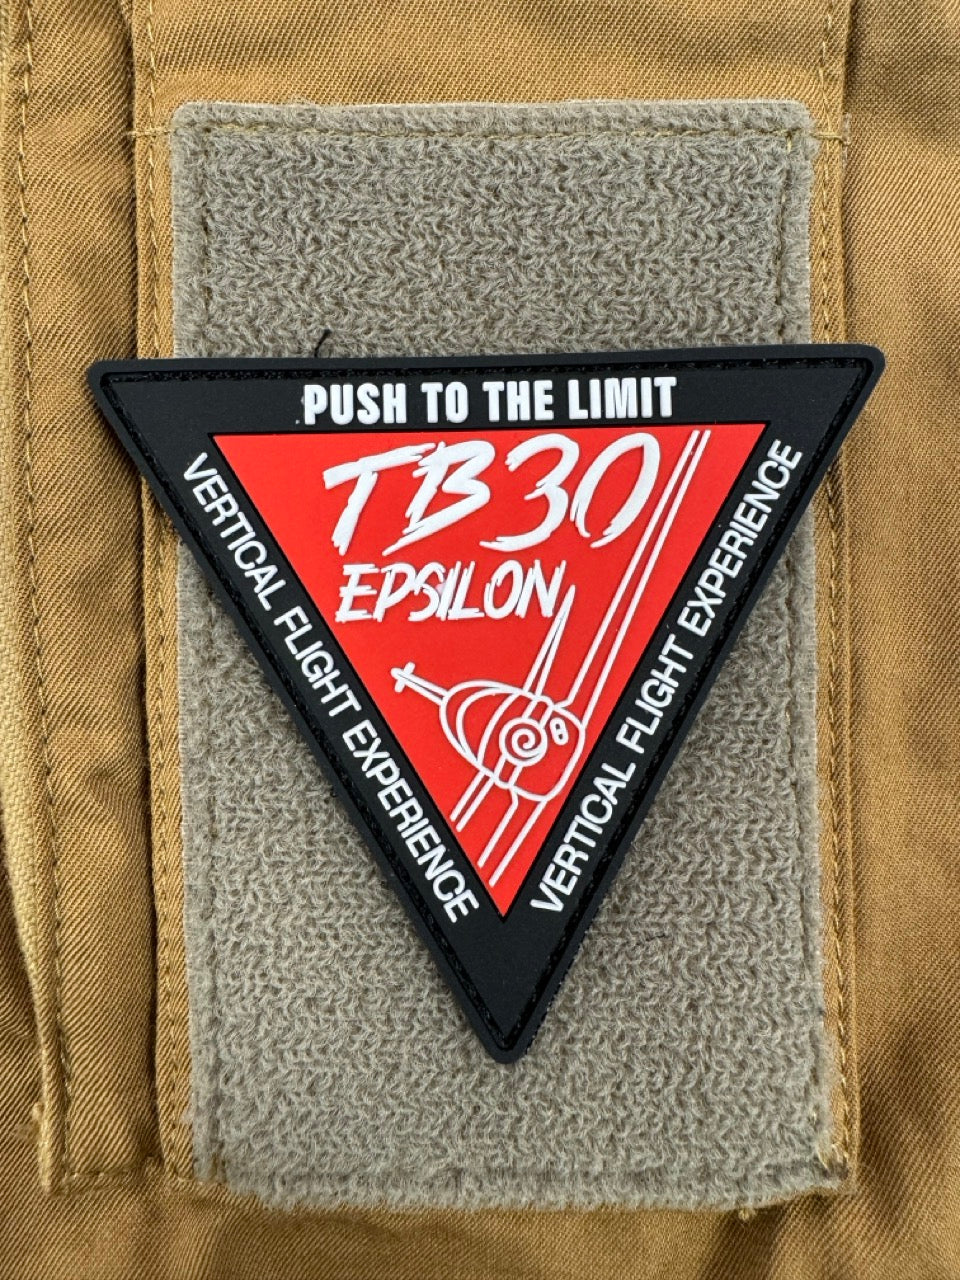 PUSH TO THE LIMIT
TB30
EPSILON
VERTICAL FLIGHT EXPERIENCE
VERTICAL FLIGHT EXPERIENCE